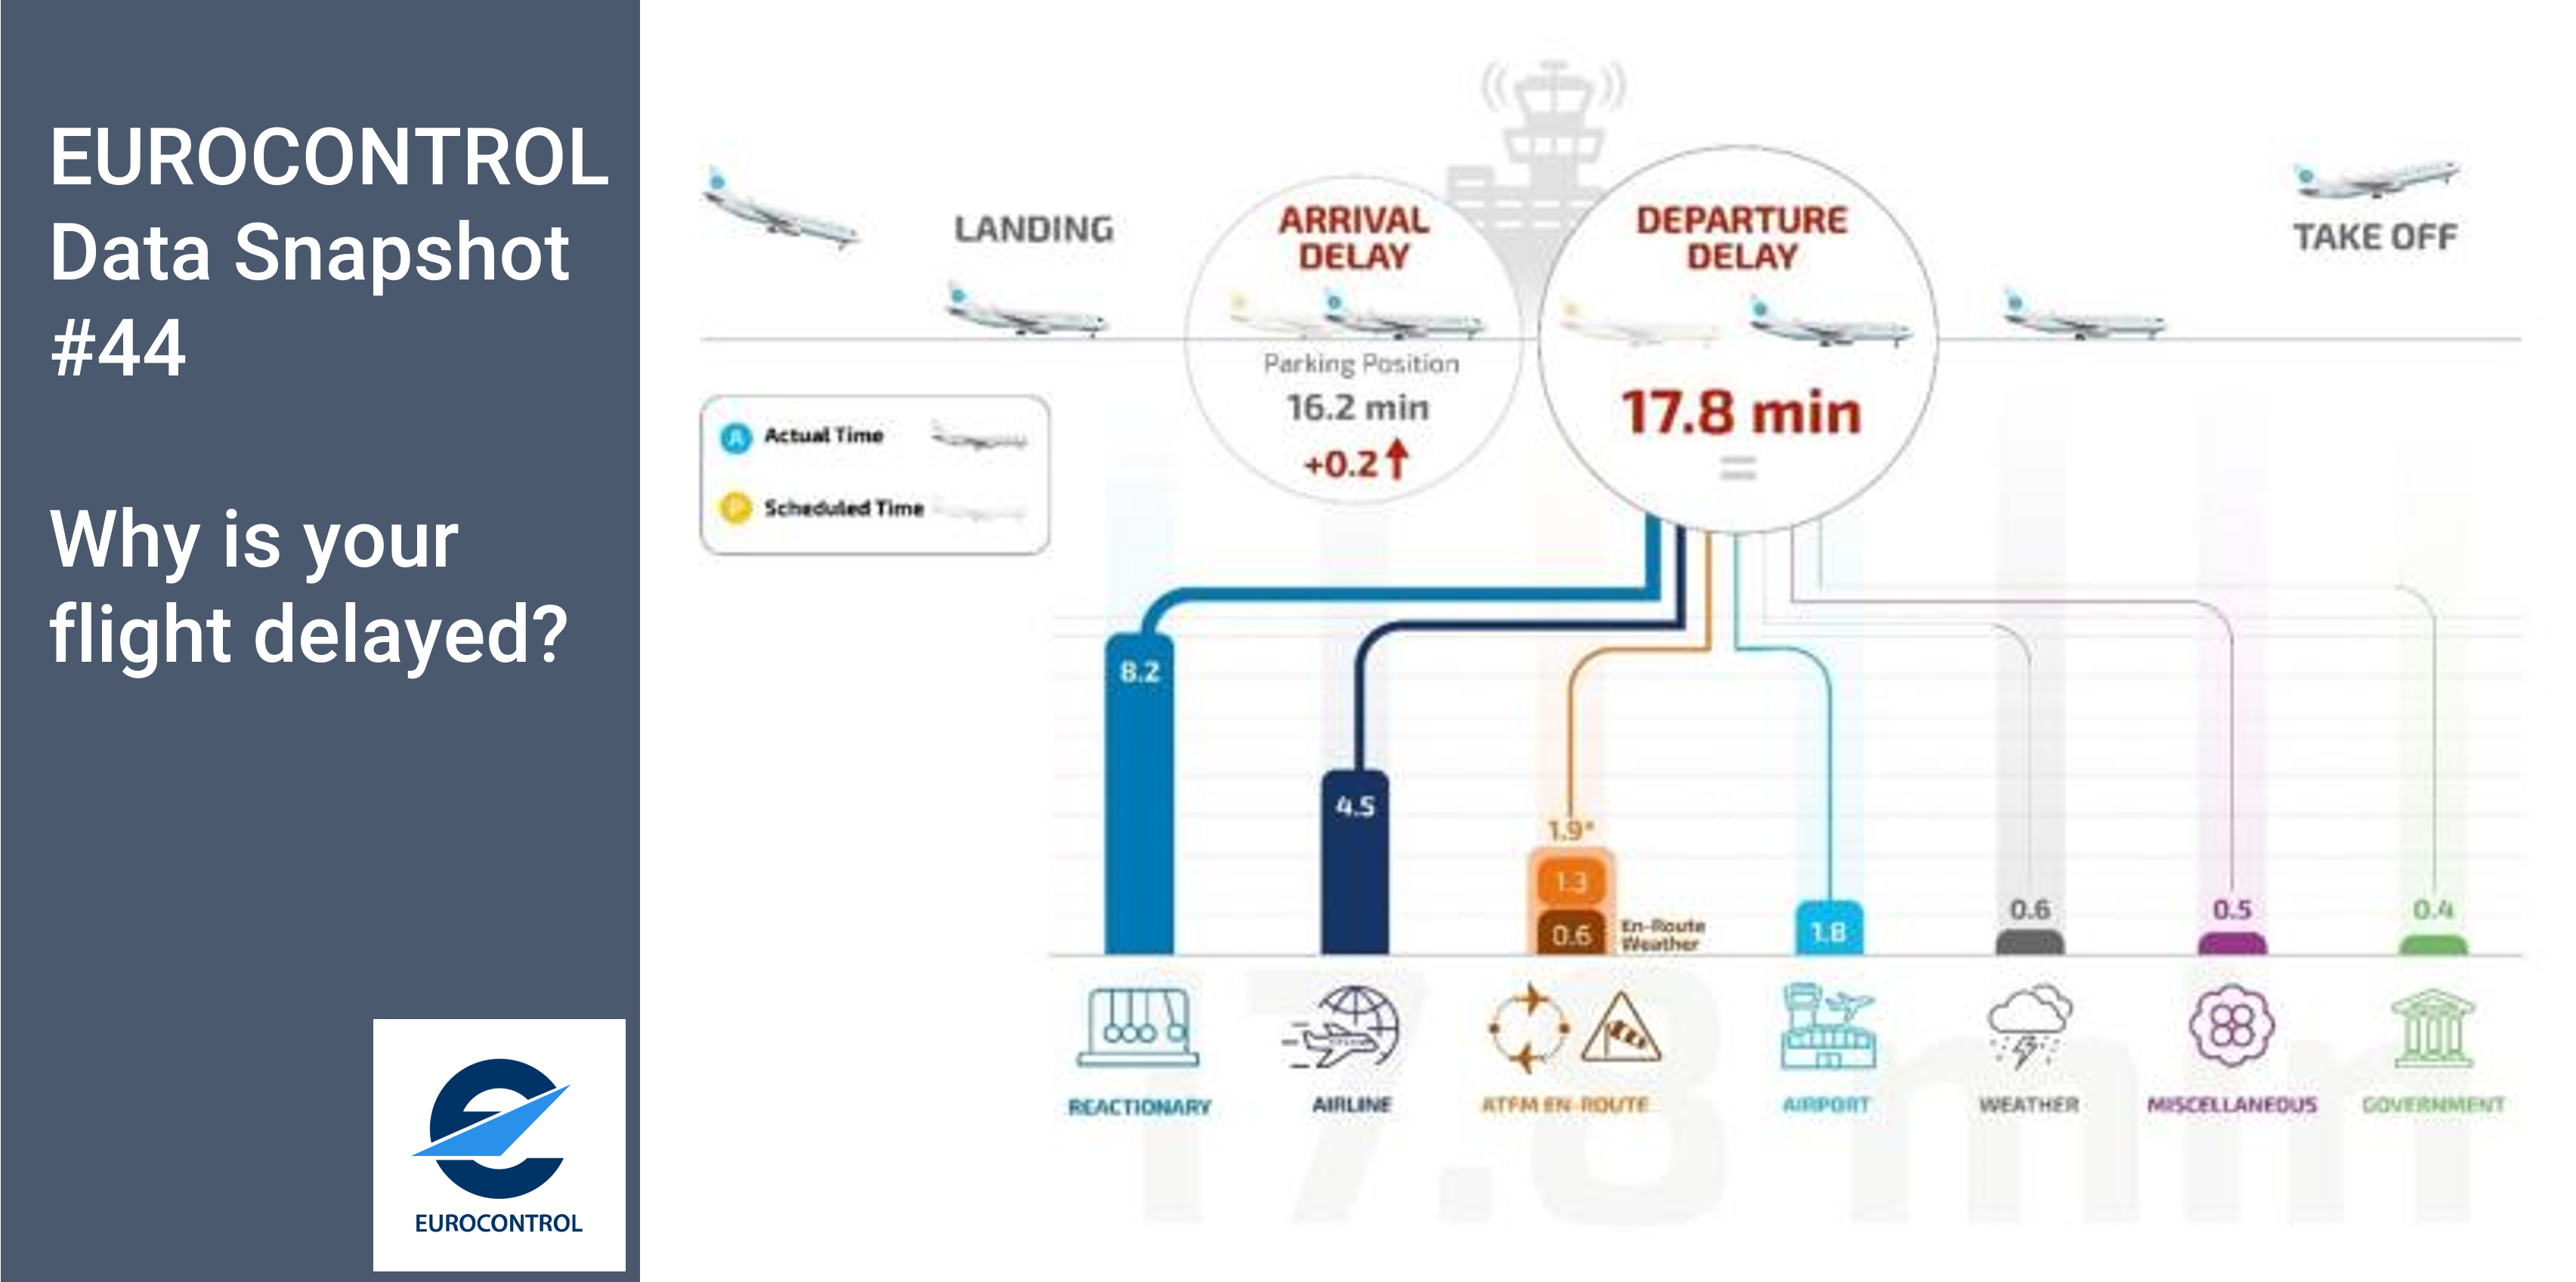 EUROCONTROL
Data Snapshot
#44
Why is your
flight delayed?
EUROCONTROL
LANDING
ARRIVAL
DELAY
Parking Position
16.2 min
+0.2
DEPARTURE
DELAY
17.8 min
=
TAKE OFF
A Actual Time
P Scheduled Time
8.2
4.5
1.9*
1.3
0.6
En-Route
Weather
1.8
0.6
0.5
0.4
REACTIONARY
AIRLINE
ATFM EN-ROUTE
AIRPORT
WEATHER
MISCELLANEOUS
GOVERNMENT
17.8 min